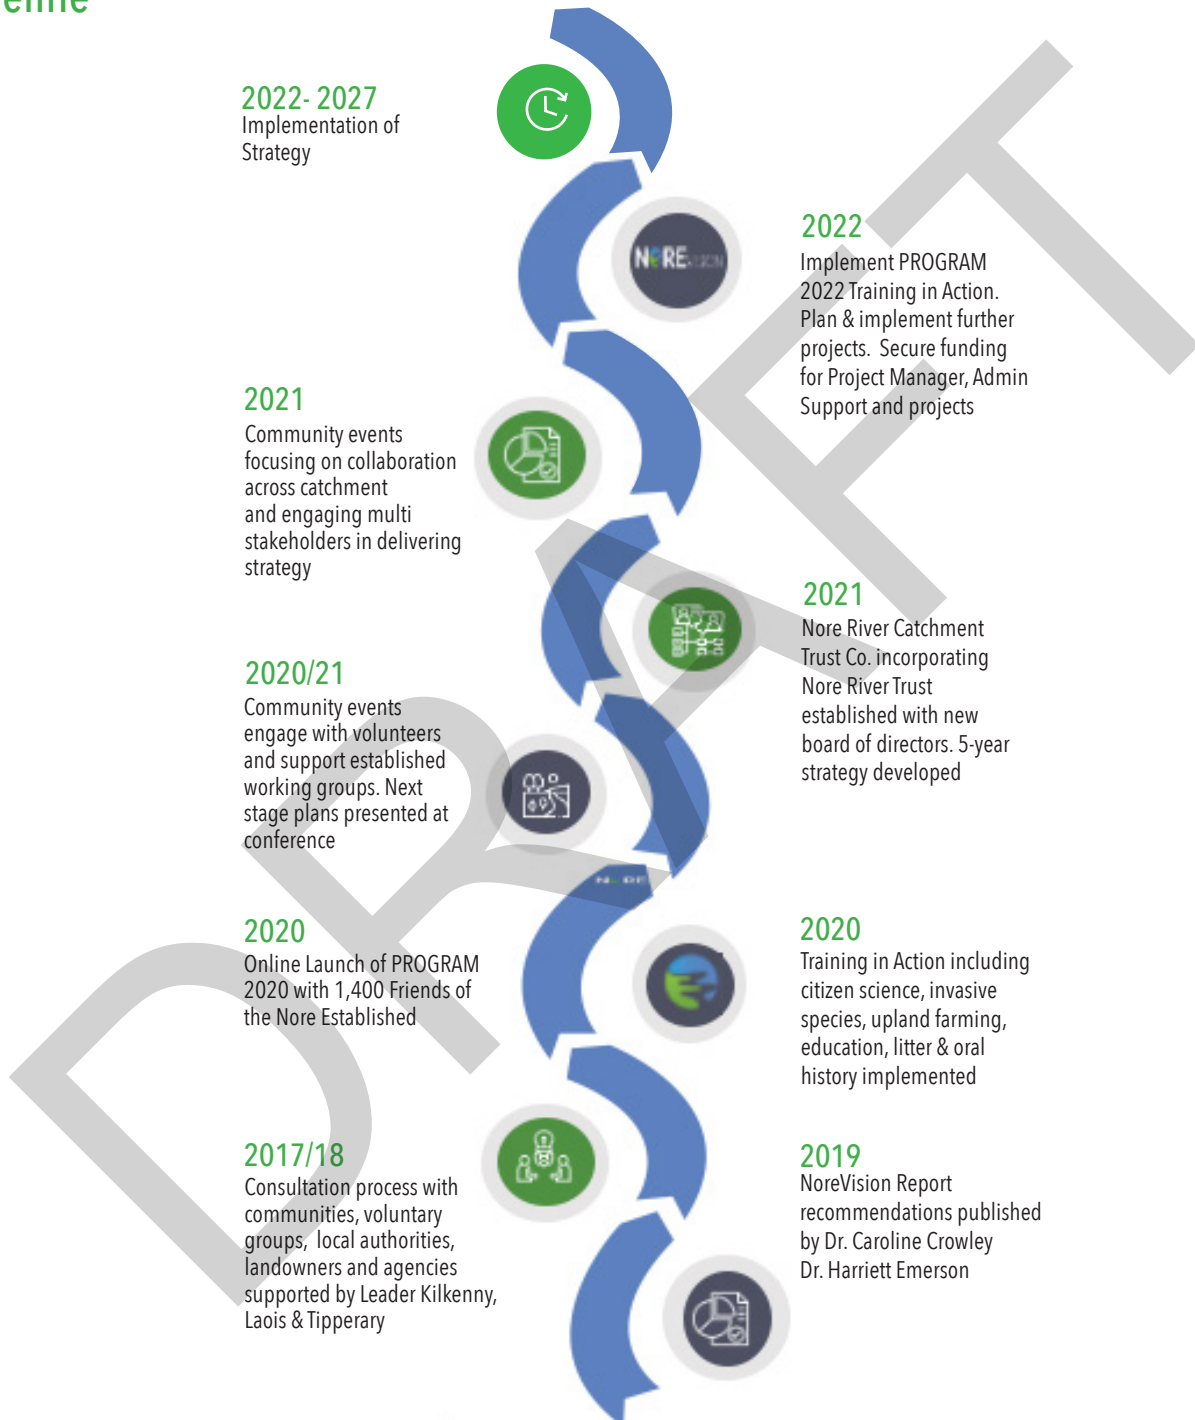 2022- 2027
Implementation of
Strategy
2022
Implement PROGRAM
2022 Training in Action.
Plan & implement further
projects.  Secure funding
for Project Manager, Admin
Support and projects
2021
Community events
focusing on collaboration
across catchment
and engaging multi
stakeholders in delivering
strategy
2021
Nore River Catchment
Trust Co. incorporating
Nore River Trust
established with new
board of directors. 5-year
strategy developed
2020/21
Community events
engage with volunteers
and support established
working groups. Next
stage plans presented at
conference
2020
Online Launch of PROGRAM
2020 with 1,400 Friends of
the Nore Established
2020
Training in Action including
citizen science, invasive
species, upland farming,
education, litter & oral
history implemented
2017/18
Consultation process with
communities, voluntary
groups,  local authorities,
landowners and agencies
supported by Leader Kilkenny,
Laois & Tipperary
2019
NoreVision Report
recommendations published
by Dr. Caroline Crowley
Dr. Harriett Emerson
NOREVISION
NORE
DRAFT